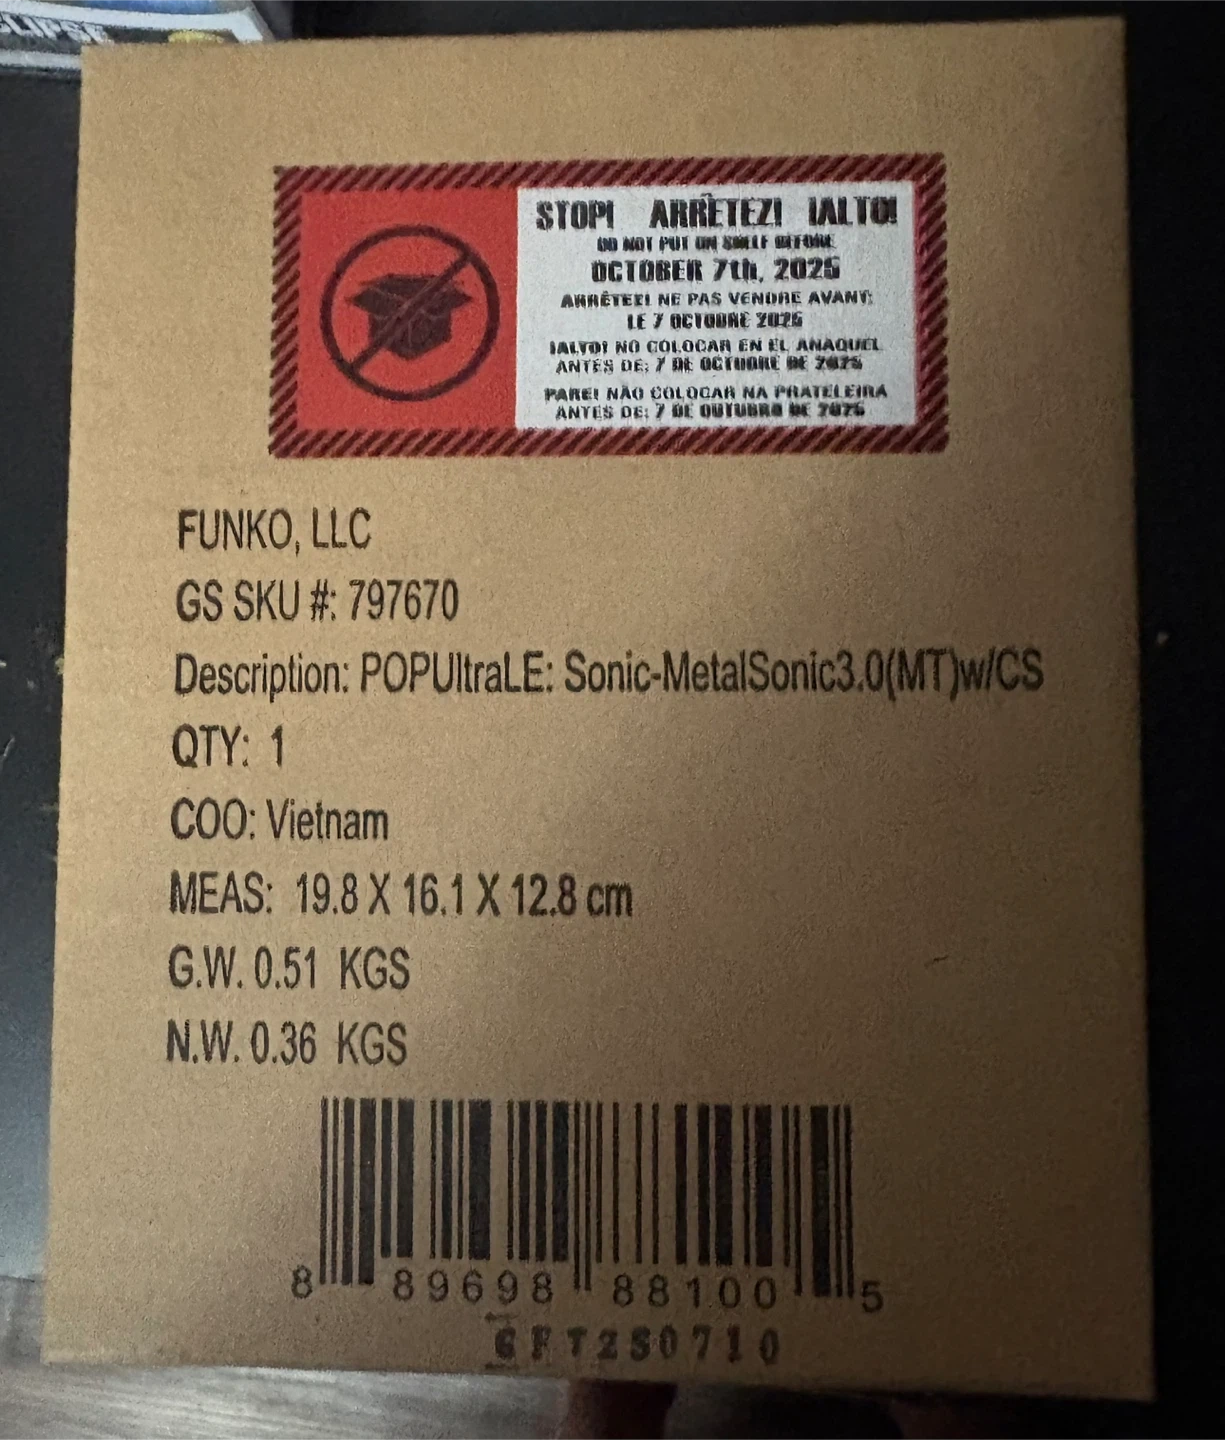 CLIPSE
STOP! ARRÊTEZ! ¡ALTO!
DO NOT PUT ON SHELF BEFORE
OCTOBER 7th, 2025
ARRÊTEZ! NE PAS VENDRE AVANT:
LE 7 OCTOBRE 2025
¡ALTO! NO COLOCAR EN EL ANAQUEL
ANTES DE: 7 DE OCTUBRE DE 2025
PARE! NÃO COLOCAR NA PRATELEIRA
ANTES DE: 7 DE OUTUBRO DE 2025
FUNKO, LLC
GS SKU #: 797670
Description: POPUltraLE: Sonic-MetalSonic3.0(MT)w/CS
QTY: 1
COO: Vietnam
MEAS: 19.8 X 16.1 X 12.8 cm
G.W. 0.51 KGS
N.W. 0.36 KGS
8 89698 88100 5
GFT250710